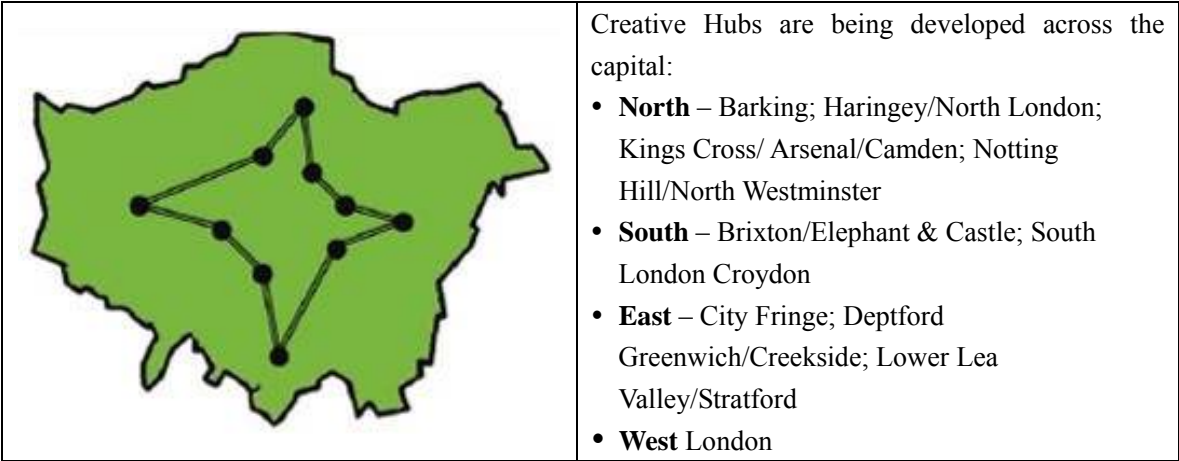 Creative Hubs are being developed across the
capital:
• North – Barking; Haringey/North London;
Kings Cross/ Arsenal/Camden; Notting
Hill/North Westminster
• South – Brixton/Elephant & Castle; South
London Croydon
• East – City Fringe; Deptford
Greenwich/Creekside; Lower Lea
Valley/Stratford
• West London